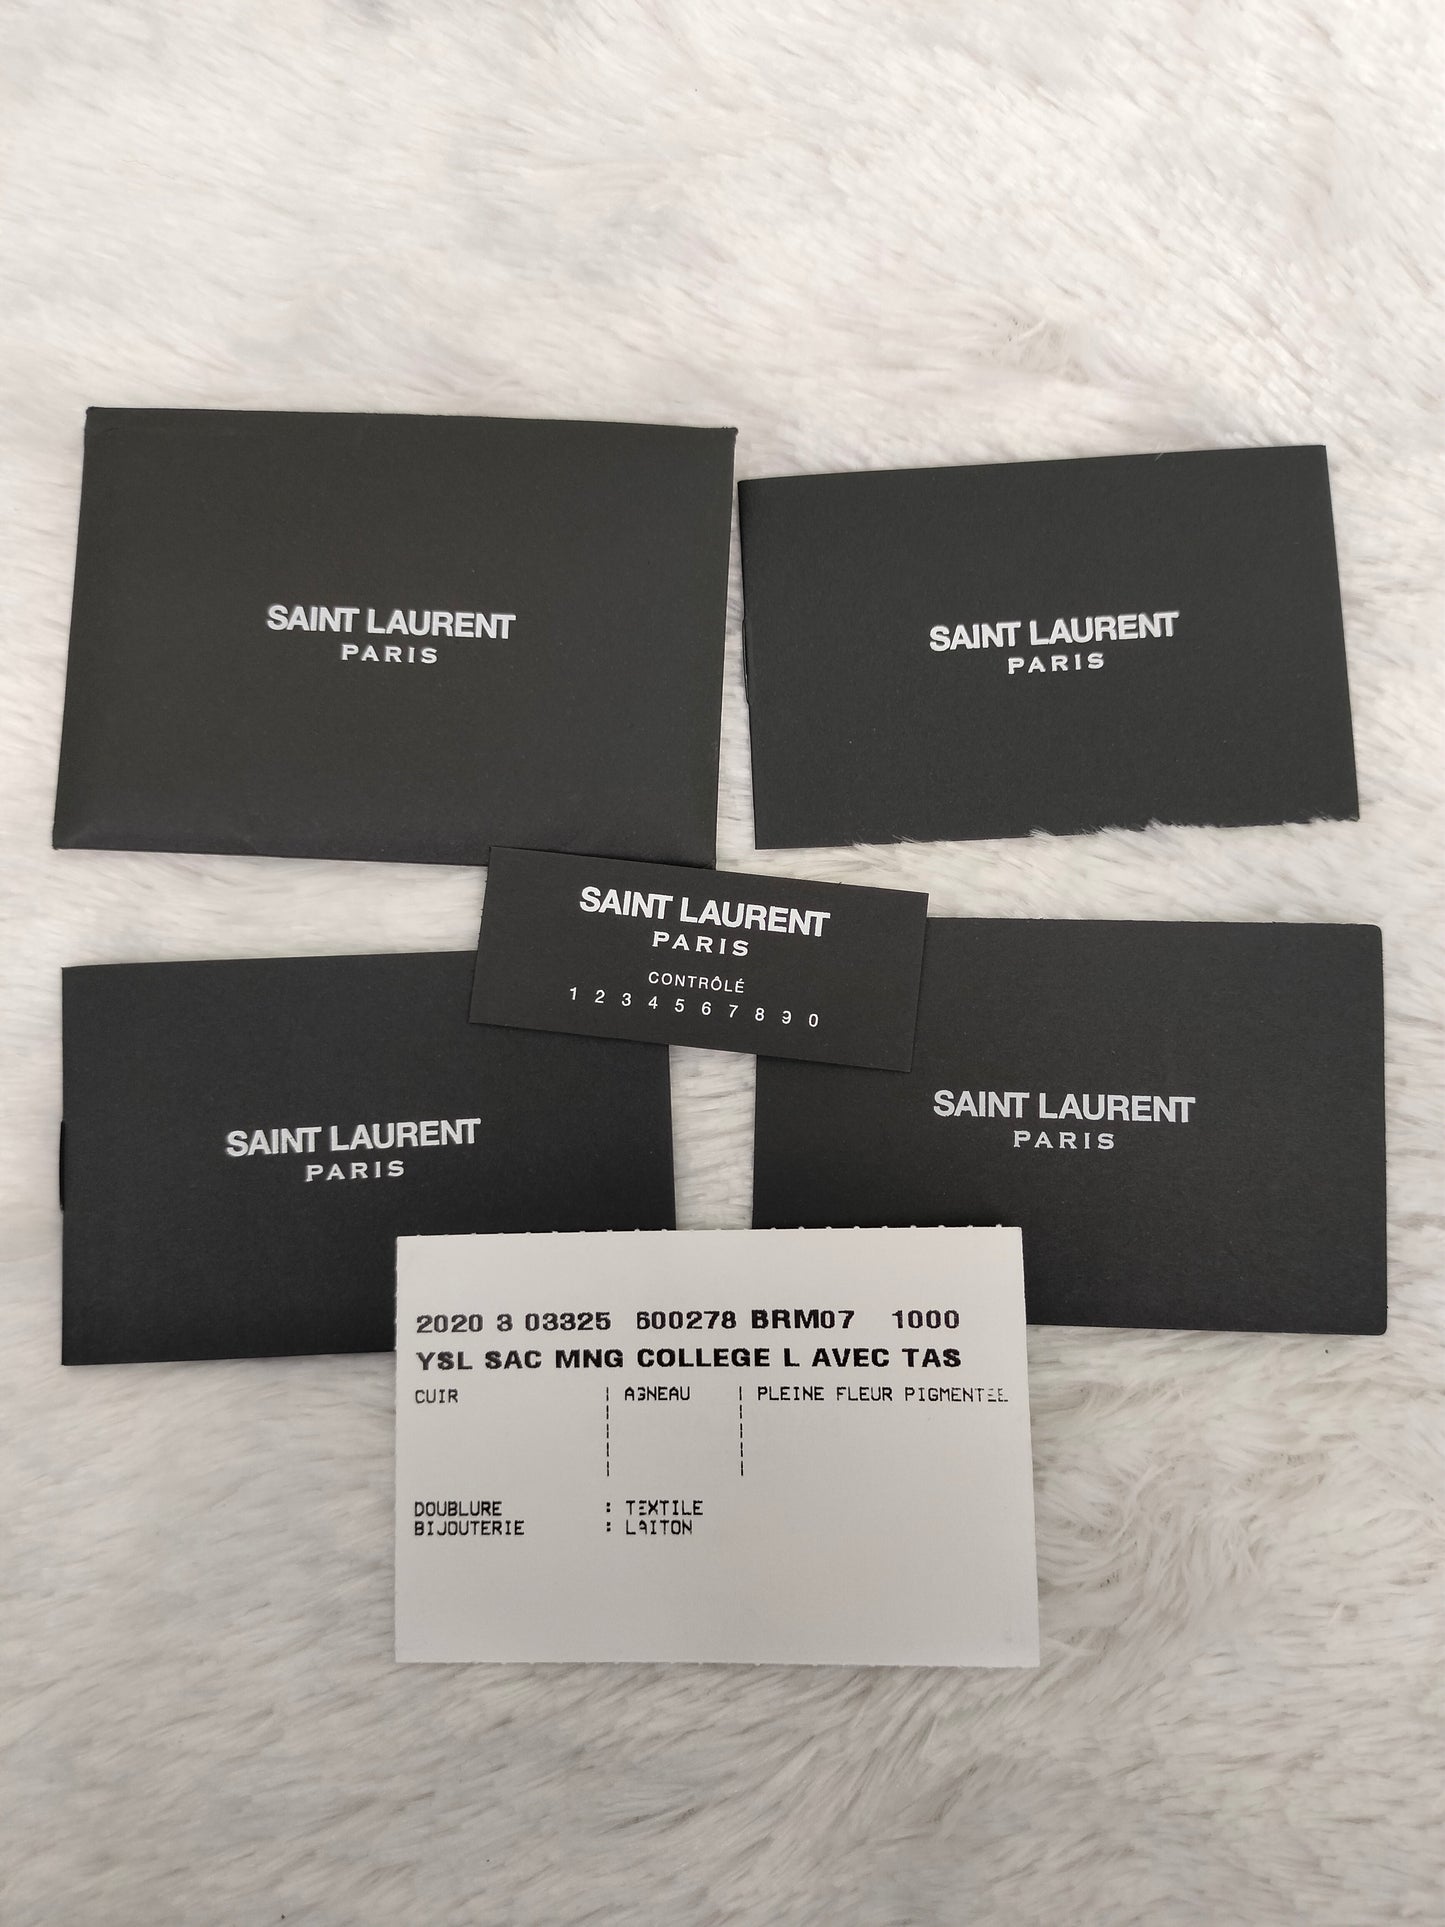 SAINT LAURENT
PARIS
SAINT LAURENT
PARIS
SAINT LAURENT
PARIS
CONTRÔLÉ
1 2 3 4 5 6 7 8 9 0
SAINT LAURENT
PARIS
SAINT LAURENT
PARIS
2020 3 03325 600278 BRM07 1000
YSL SAC MNG COLLEGE L AVEC TAS
CUIR | AGNEAU | PLEINE FLEUR PIGMENTEE
DOUBLURE : TEXTILE
BIJOUTERIE : LAITON